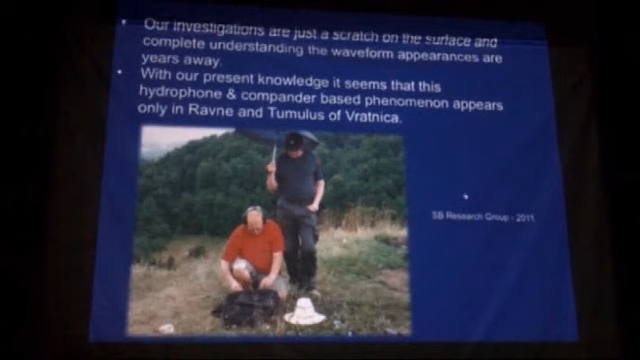 Our investigations are just a scratch on the surface and
complete understanding the waveform appearances are
years away.
With our present knowledge it seems that this
hydrophone & compander based phenomenon appears
only in Ravne and Tumulus of Vratnica.
SB Research Group - 2011